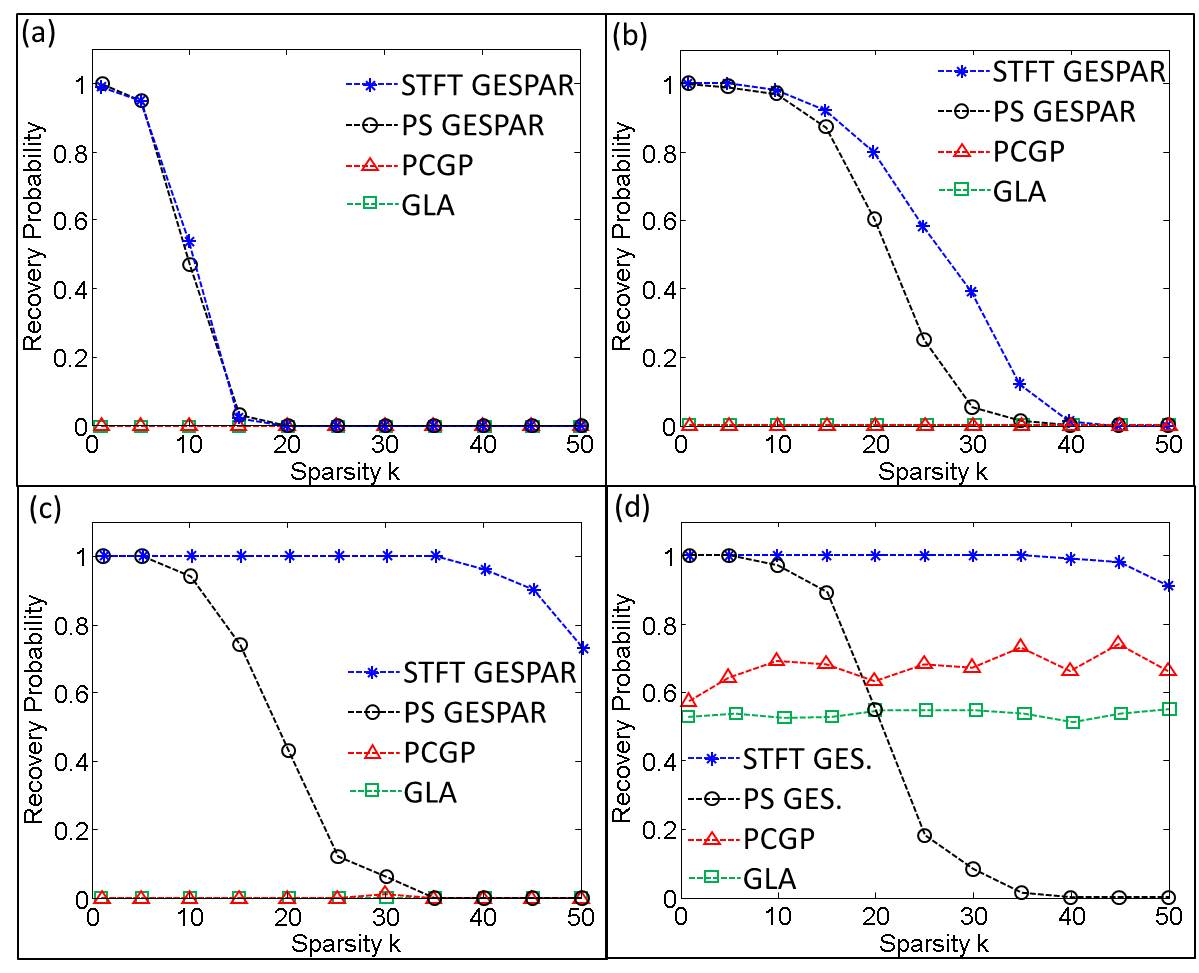 (a)
Recovery Probability
1
0.8
0.6
0.4
0.2
0
STFT GESPAR
PS GESPAR
PCGP
GLA
0 10 20 30 40 50
Sparsity k
(b)
Recovery Probability
1
0.8
0.6
0.4
0.2
0
STFT GESPAR
PS GESPAR
PCGP
GLA
0 10 20 30 40 50
Sparsity k
(c)
Recovery Probability
1
0.8
0.6
0.4
0.2
0
STFT GESPAR
PS GESPAR
PCGP
GLA
0 10 20 30 40 50
Sparsity k
(d)
Recovery Probability
1
0.8
0.6
0.4
0.2
0
STFT GES.
PS GES.
PCGP
GLA
0 10 20 30 40 50
Sparsity k